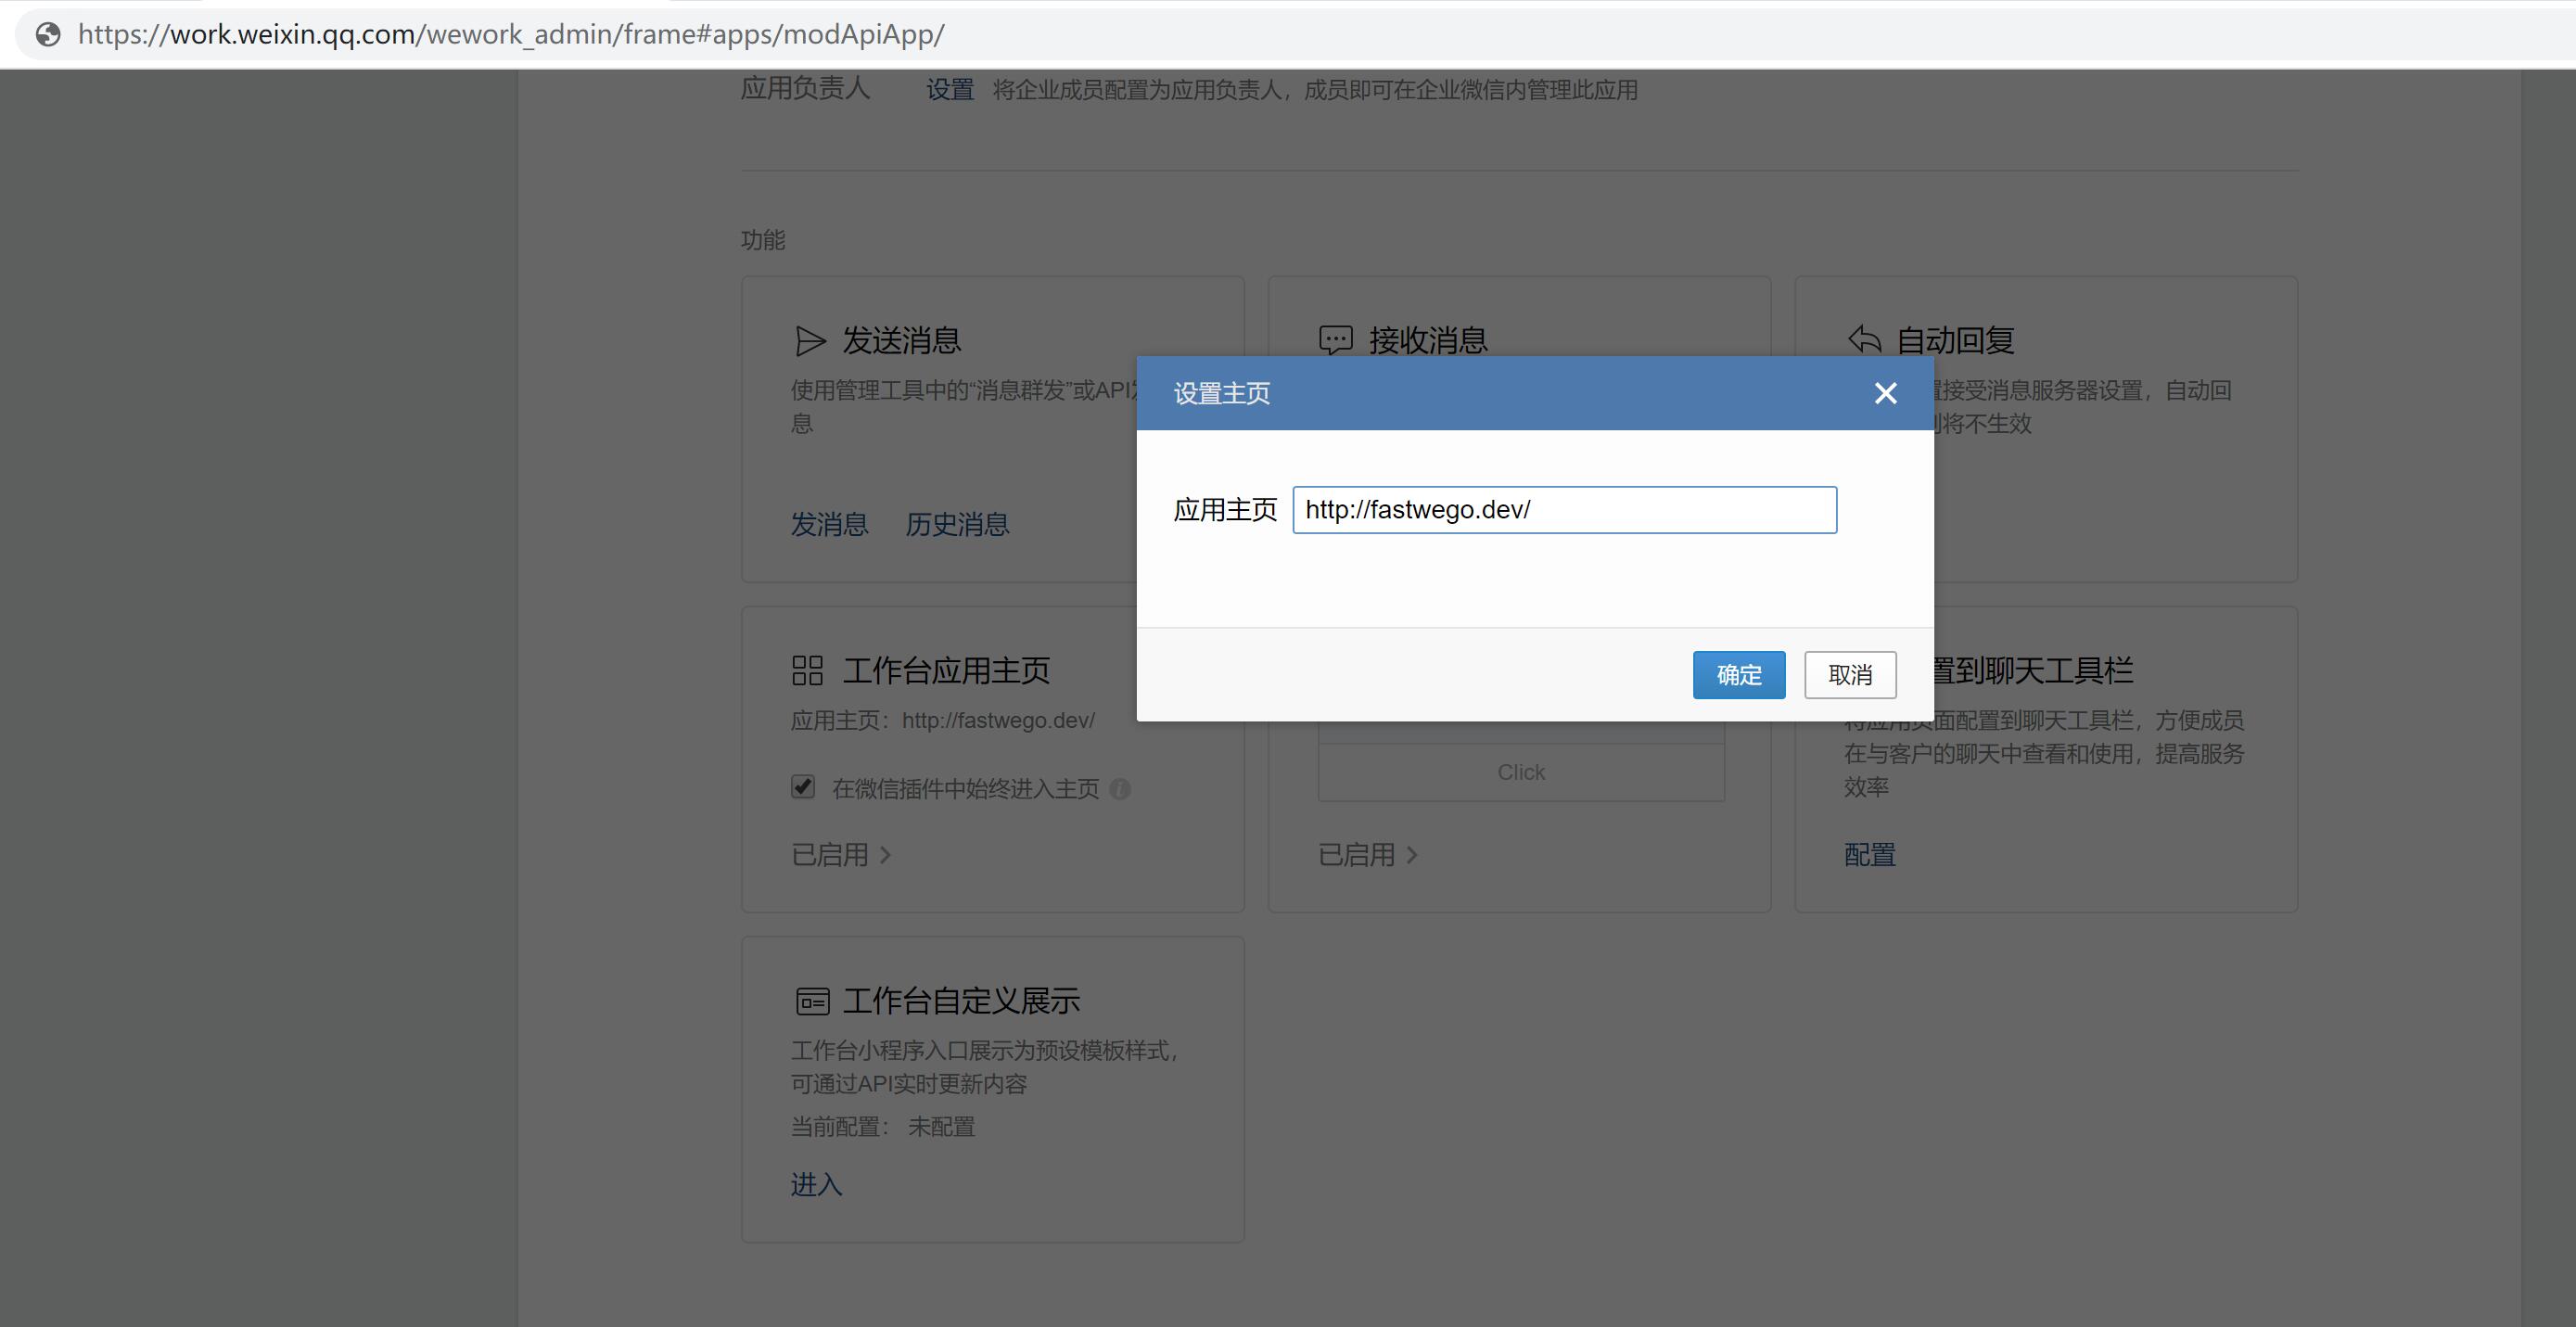 https://work.weixin.qq.com/wework_admin/frame#apps/modApiApp/
应用负责人 设置 将企业成员配置为应用负责人，成员即可在企业微信内管理此应用
功能
发送消息
使用管理工具中的“消息群发”或API
息
发消息 历史消息
接收消息
自动回复
接受消息服务器设置，自动回
将不生效
设置主页
应用主页 http://fastwego.dev/
确定 取消
工作台应用主页
应用主页：http://fastwego.dev/
在微信插件中始终进入主页
已启用
Click
已启用
置到聊天工具栏
将应用页面配置到聊天工具栏，方便成员
在与客户的聊天中查看和使用，提高服务
效率
配置
工作台自定义展示
工作台小程序入口展示为预设模板样式，
可通过API实时更新内容
当前配置： 未配置
进入